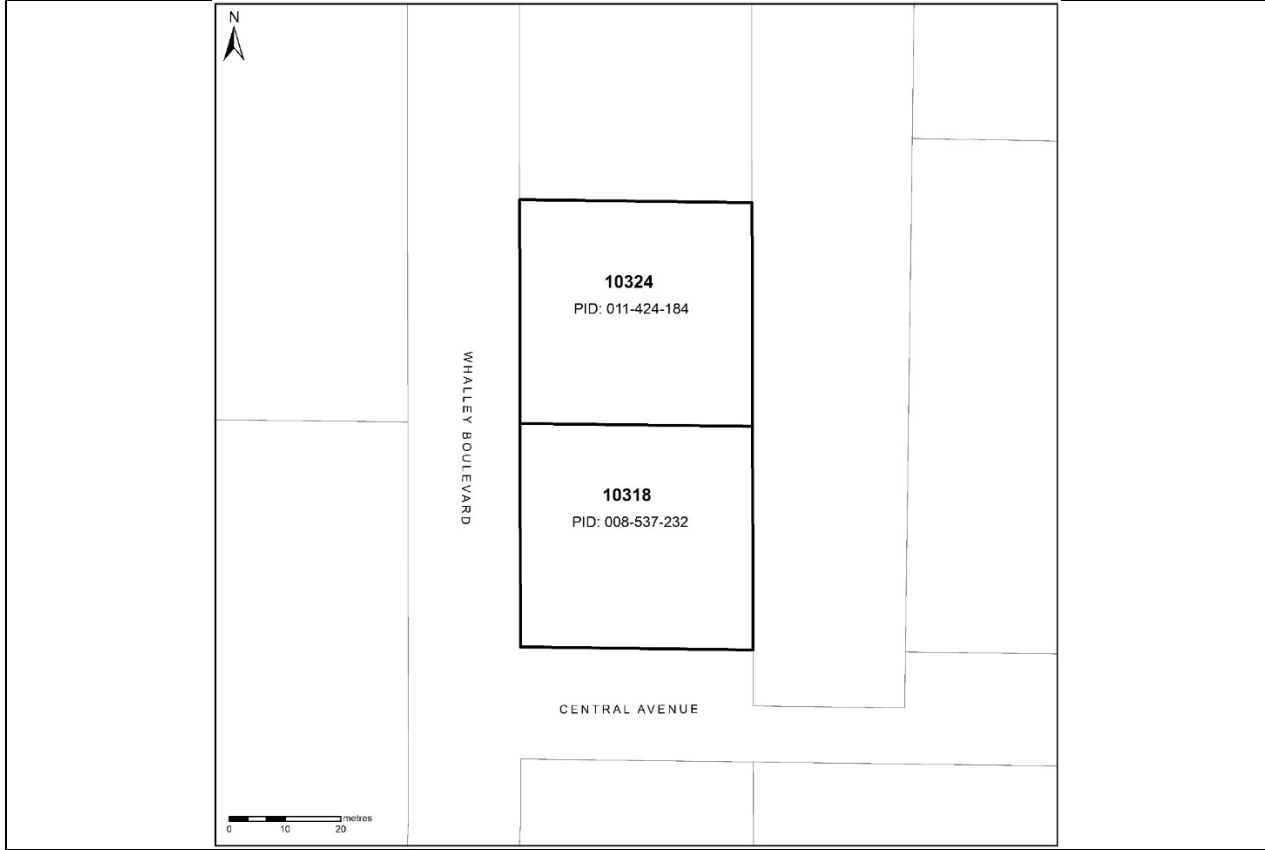 N
10324
PID: 011-424-184
WHALLEY BOULEVARD
10318
PID: 008-537-232
CENTRAL AVENUE
metres
0 10 20